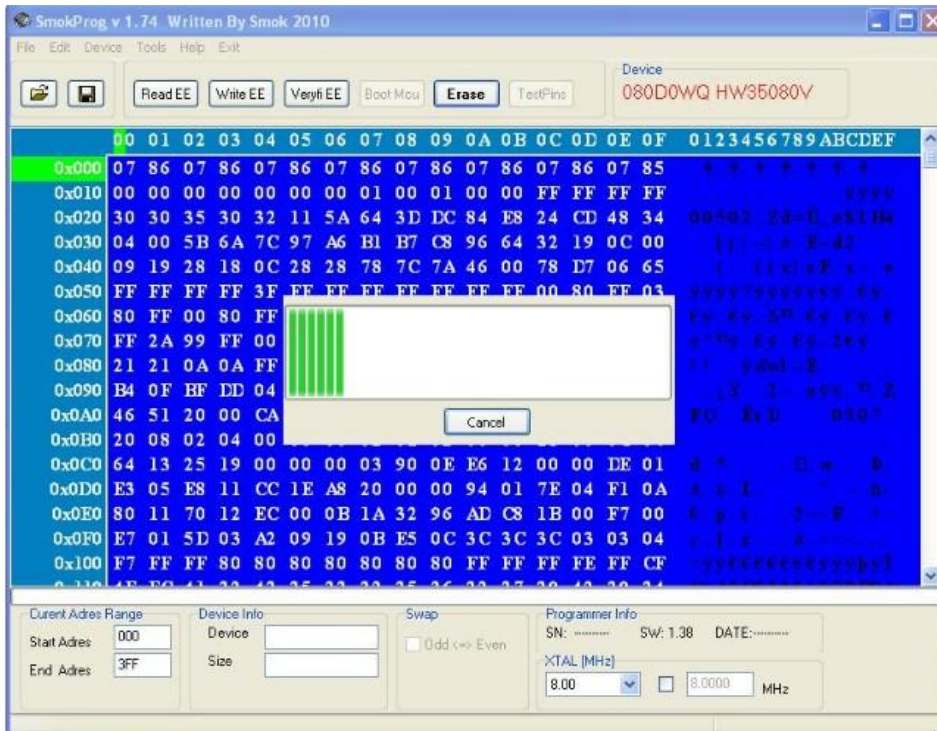 SmokProg v 1.74 Written By Smok 2010
File Edit Device Tools Help Exit
Read EE Write EE Veryfi EE Boot Mcu Erase TestPins
Device
080D0WQ HW35080V
00 01 02 03 04 05 06 07 08 09 0A 0B 0C 0D 0E 0F 0123456789ABCDEF
0x000 07 86 07 86 07 86 07 86 07 86 07 86 07 86 07 85
0x010 00 00 00 00 00 00 00 01 00 01 00 00 FF FF FF FF
0x020 30 30 35 30 32 11 5A 64 3D DC 84 E8 24 CD 48 34
0x030 04 00 5B 6A 7C 97 A6 B1 B7 C8 96 64 32 19 0C 00
0x040 09 19 28 18 0C 28 28 78 7C 7A 46 00 78 D7 06 65
0x050 FF FF FF FF 3F FF FF FF FF FF FF FF 00 80 FF 03
0x060 80 FF 00 80 FF
0x070 FF 2A 99 FF 00
0x080 21 21 0A 0A FF
0x090 B4 0F BF DD 04
0x0A0 46 51 20 00 CA
0x0B0 20 08 02 04 00
0x0C0 64 13 25 19 00 00 00 03 90 0E E6 12 00 00 DE 01
0x0D0 E3 05 E8 11 CC 1E A8 20 00 00 94 01 7E 04 F1 0A
0x0E0 80 11 70 12 EC 00 0B 1A 32 96 AD C8 1B 00 F7 00
0x0F0 E7 01 5D 03 A2 09 19 0B E5 0C 3C 3C 3C 03 03 04
0x100 F7 FF FF 80 80 80 80 80 80 80 FF FF FF FE FF CF
Cancel
Curent Adres Range Device Info Swap Programmer Info
Start Adres 000 Device Odd <=> Even SN: SW: 1.38 DATE:
End Adres 3FF Size XTAL [MHz]
8.00 8.0000 MHz